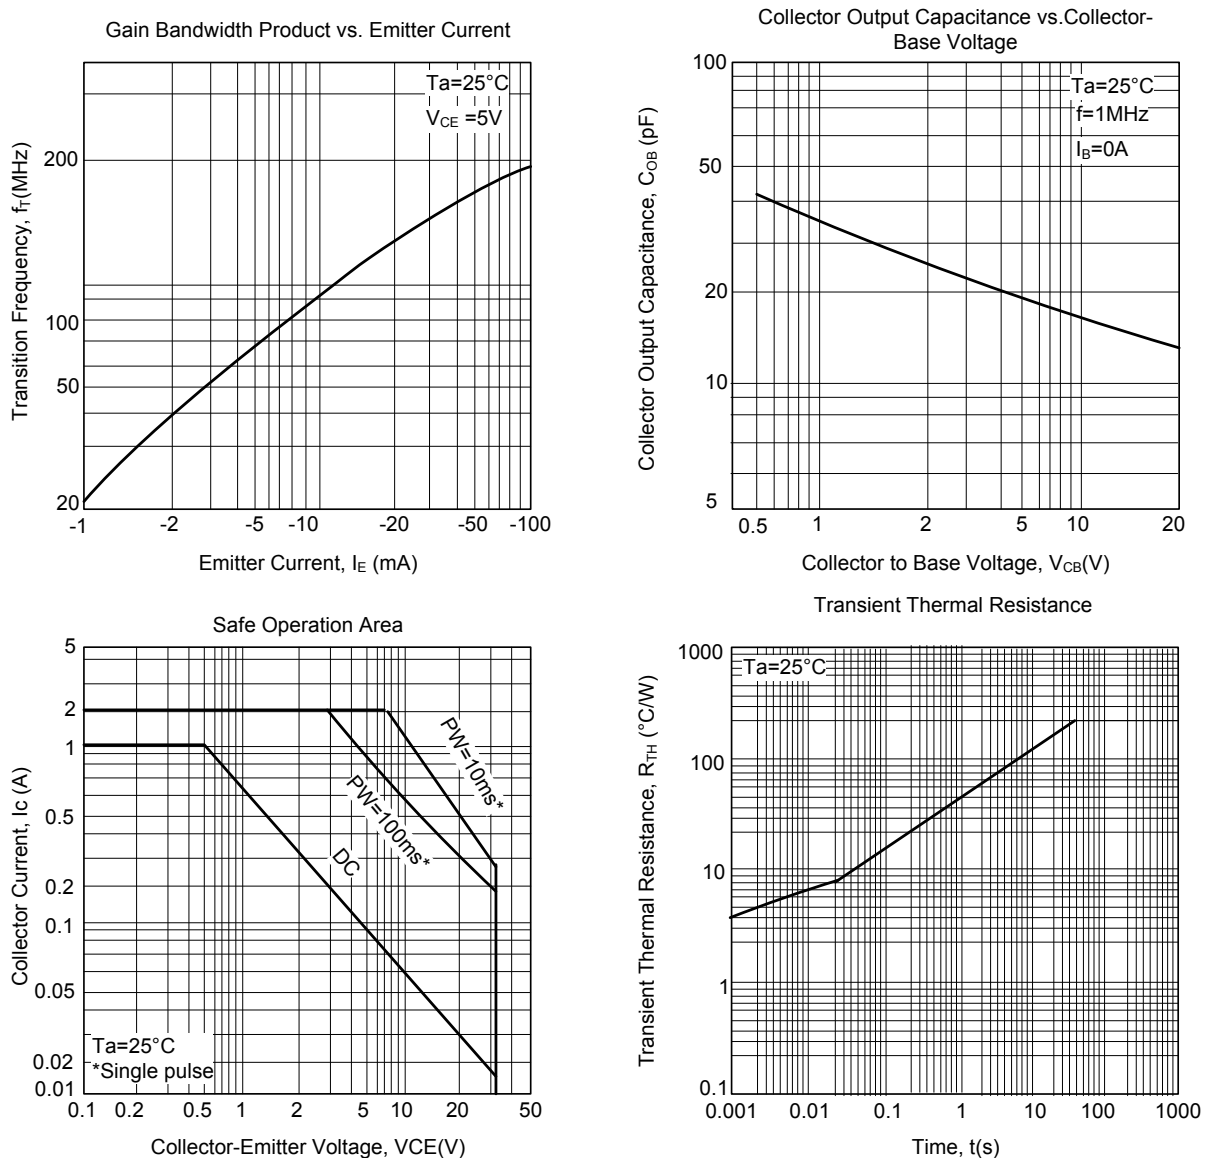 Gain Bandwidth Product vs. Emitter Current
Ta=25°C
VCE =5V
Transition Frequency, fT(MHz)
200
100
50
20
-1 -2 -5 -10 -20 -50 -100
Emitter Current, IE (mA)
Collector Output Capacitance vs.Collector-
Base Voltage
Ta=25°C
f=1MHz
IB=0A
Collector Output Capacitance, COB (pF)
100
50
20
10
5
0.5 1 2 5 10 20
Collector to Base Voltage, VCB(V)
Safe Operation Area
Collector Current, Ic (A)
5
2
1
0.5
0.2
0.1
0.05
0.02
0.01
PW=10ms*
PW=100ms*
DC
Ta=25°C
*Single pulse
0.1 0.2 0.5 1 2 5 10 20 50
Collector-Emitter Voltage, VCE(V)
Transient Thermal Resistance
Ta=25°C
Transient Thermal Resistance, RTH (°C/W)
1000
100
10
1
0.1
0.001 0.01 0.1 1 10 100 1000
Time, t(s)